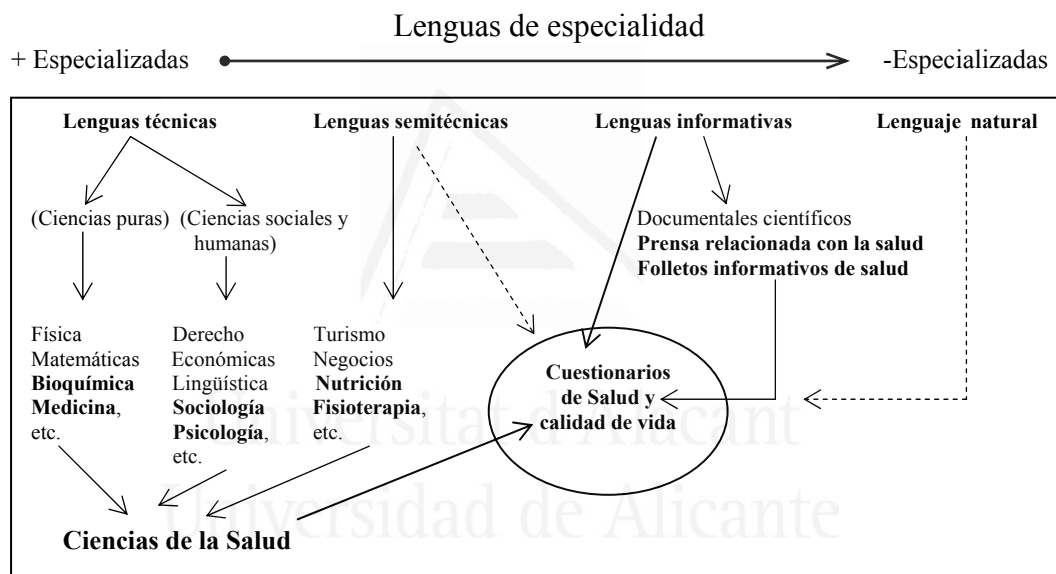 Lenguas de especialidad
+ Especializadas
-Especializadas
Lenguas técnicas
Lenguas semitécnicas
Lenguas informativas
Lenguaje natural
(Ciencias puras)
(Ciencias sociales y
humanas)
Documentales científicos
Prensa relacionada con la salud
Folletos informativos de salud
Física
Matemáticas
Bioquímica
Medicina,
etc.
Derecho
Económicas
Lingüística
Sociología
Psicología,
etc.
Turismo
Negocios
Nutrición
Fisioterapia,
etc.
Cuestionarios
de Salud y
calidad de vida
Ciencias de la Salud
Universitat d'Alacant
Universidad de Alicante